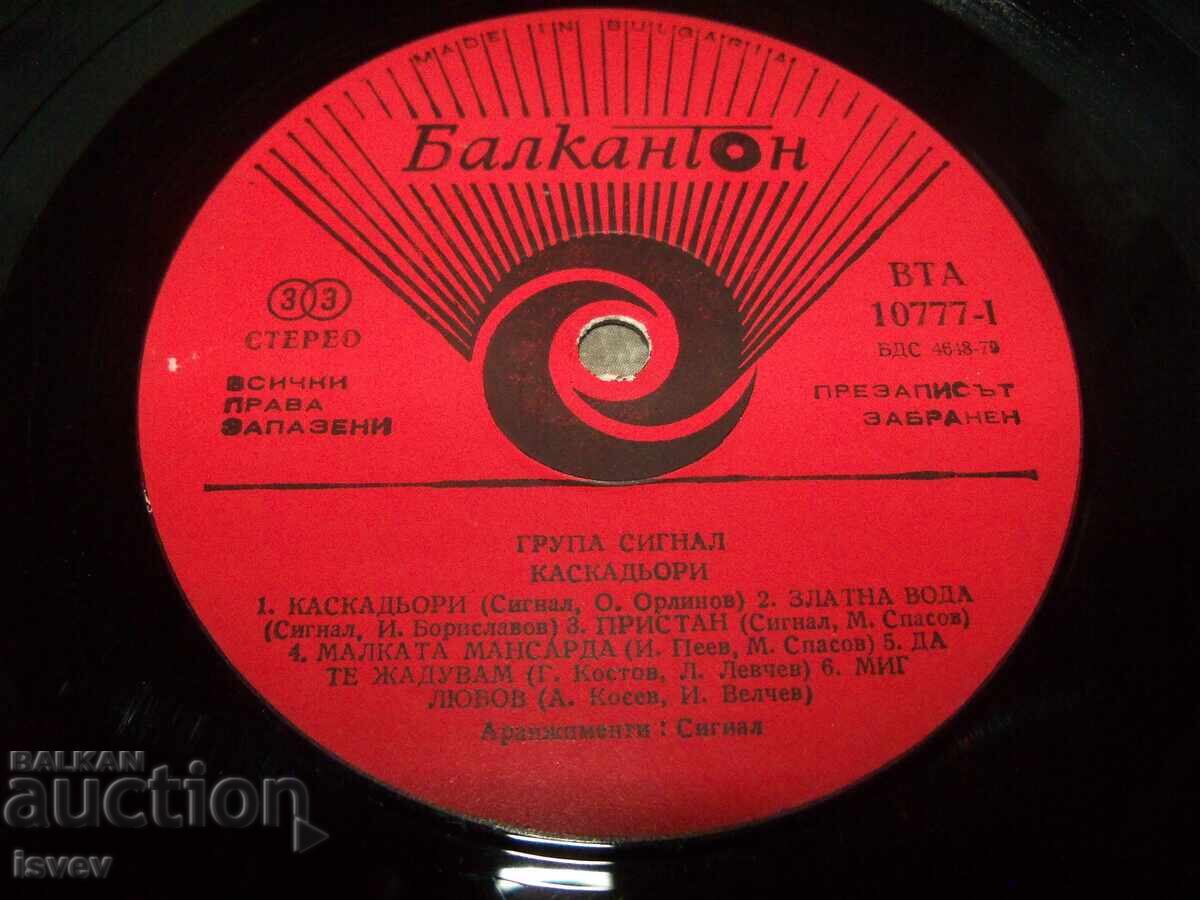 MADE IN BULGARIA
Балкантон
33
СТЕРЕО
ВСИЧКИ
ПРАВА
ЗАПАЗЕНИ
ВТА
10777-I
БДС 4648-79
ПРЕЗАПИСЪТ
ЗАБРАНЕН
ГРУПА СИГНАЛ
КАСКАДЬОРИ
1. КАСКАДЬОРИ (Сигнал, О. Орлинов) 2. ЗЛАТНА ВОДА
(Сигнал, И. Бориславов) 3. ПРИСТАН (Сигнал, М. Спасов)
4. МАЛКАТА МАНСАРДА (И. Пеев, М. Спасов) 5. ДА
ТЕ ЖАДУВАМ (Г. Костов, Л. Левчев) 6. МИГ
ЛЮБОВ (А. Косев, И. Велчев)
Аранжименти : Сигнал
BALKAN
auction
isvev